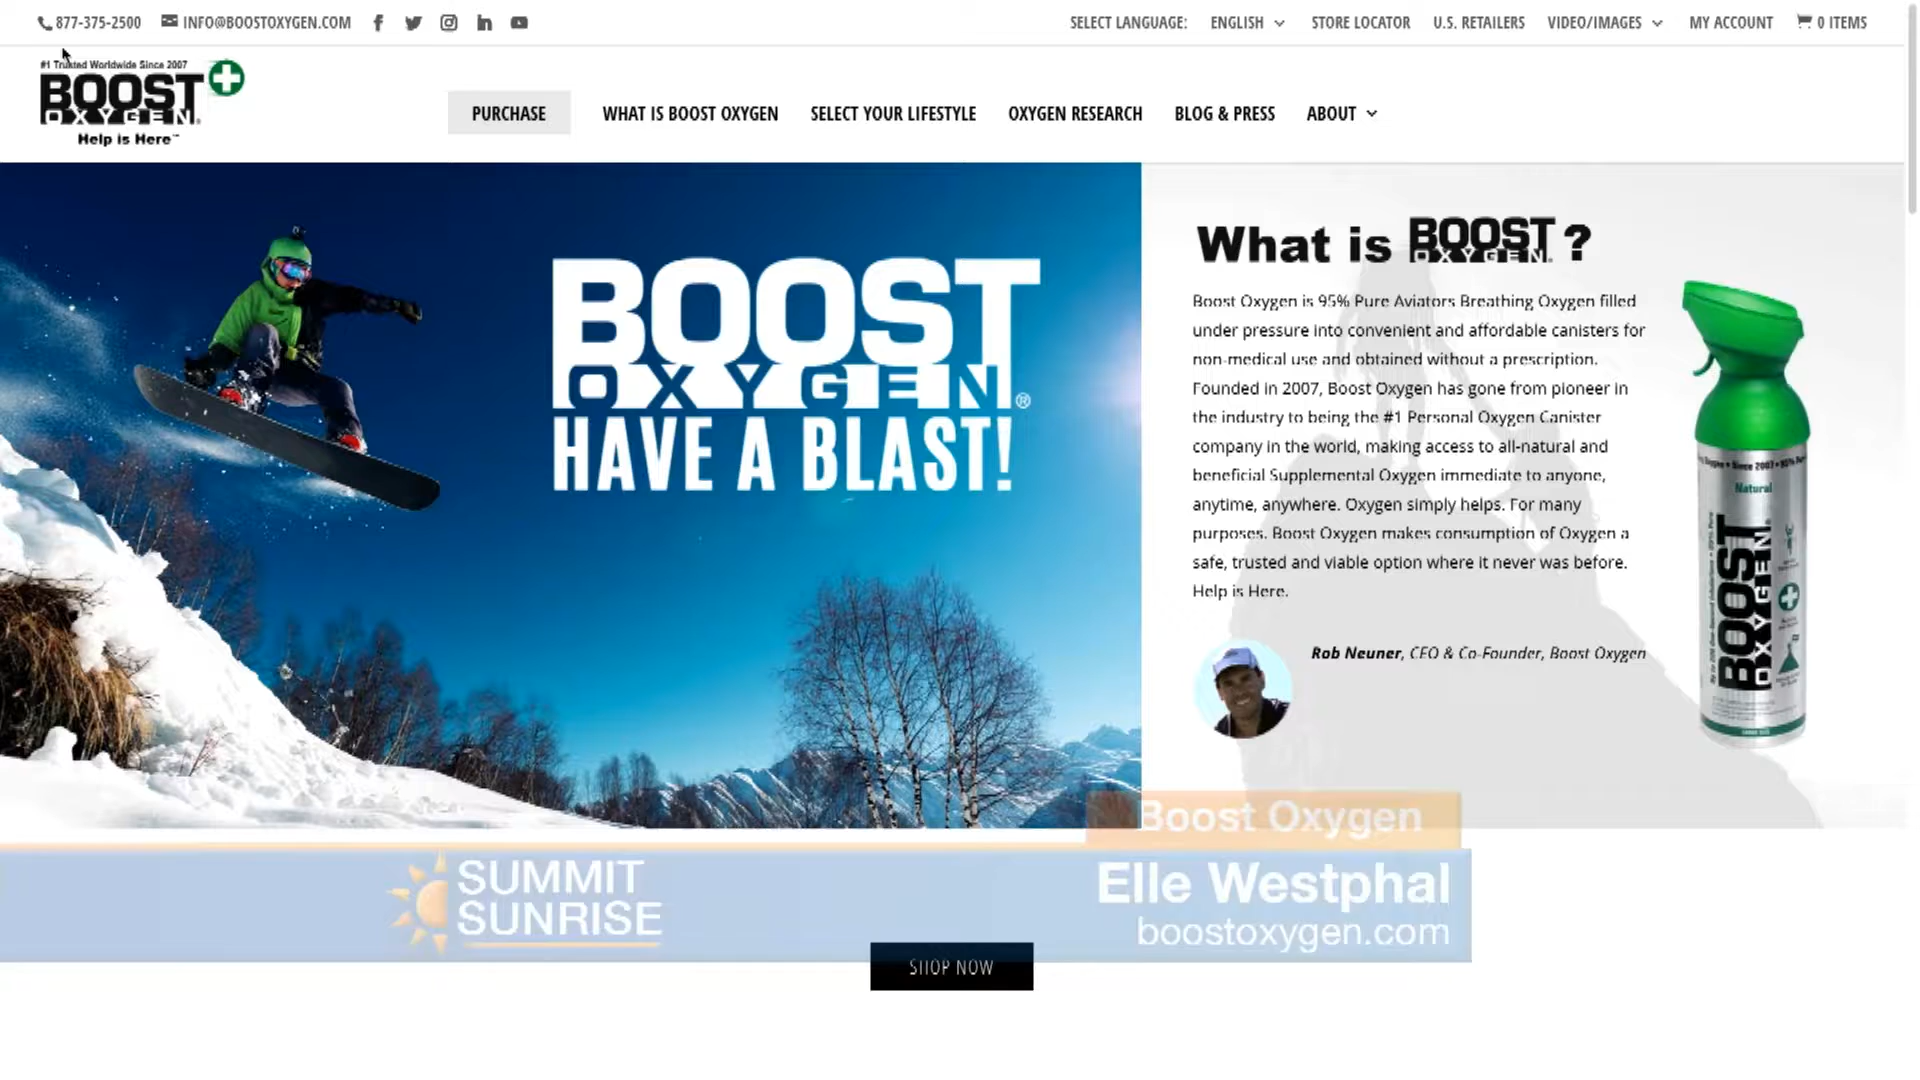 877-375-2500 INFO@BOOSTOXYGEN.COM
SELECT LANGUAGE: ENGLISH STORE LOCATOR U.S. RETAILERS VIDEO/IMAGES MY ACCOUNT 0 ITEMS
#1 Trusted Worldwide Since 2007
BOOST
OXYGEN®
Help is Here™
PURCHASE WHAT IS BOOST OXYGEN SELECT YOUR LIFESTYLE OXYGEN RESEARCH BLOG & PRESS ABOUT
BOOST
OXYGEN®
HAVE A BLAST!
What is BOOST OXYGEN® ?
Boost Oxygen is 95% Pure Aviators Breathing Oxygen filled
under pressure into convenient and affordable canisters for
non-medical use and obtained without a prescription.
Founded in 2007, Boost Oxygen has gone from pioneer in
the industry to being the #1 Personal Oxygen Canister
company in the world, making access to all-natural and
beneficial Supplemental Oxygen immediate to anyone,
anytime, anywhere. Oxygen simply helps. For many
purposes. Boost Oxygen makes consumption of Oxygen a
safe, trusted and viable option where it never was before.
Help is Here.
Rob Neuner, CEO & Co-Founder, Boost Oxygen
Since 2007 • 95%
Natural
BOOST
OXYGEN
Boost Oxygen
SUMMIT
SUNRISE
Elle Westphal
boostoxygen.com
SHOP NOW